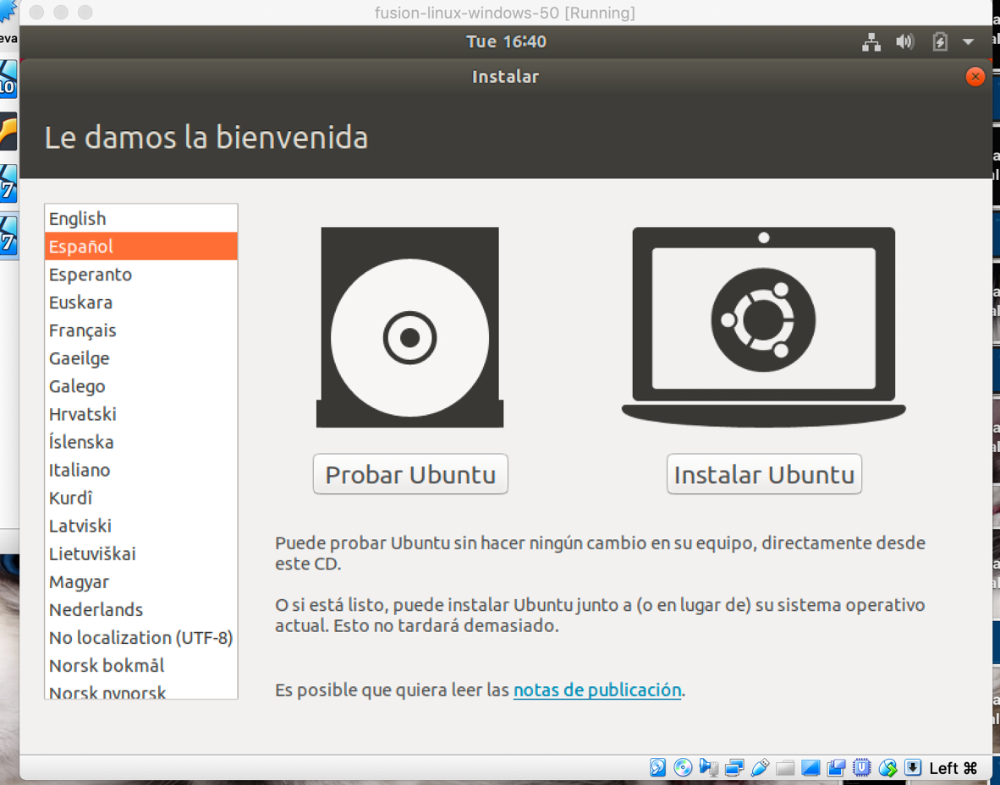 fusion-linux-windows-50 [Running]
Tue 16:40
Instalar
Le damos la bienvenida
English
Español
Esperanto
Euskara
Français
Gaeilge
Galego
Hrvatski
Íslenska
Italiano
Kurdî
Latviski
Lietuviškai
Magyar
Nederlands
No localization (UTF-8)
Norsk bokmål
Norsk nynorsk
Probar Ubuntu
Instalar Ubuntu
Puede probar Ubuntu sin hacer ningún cambio en su equipo, directamente desde
este CD.
O si está listo, puede instalar Ubuntu junto a (o en lugar de) su sistema operativo
actual. Esto no tardará demasiado.
Es posible que quiera leer las notas de publicación.
Left ⌘
eva
10
7
7